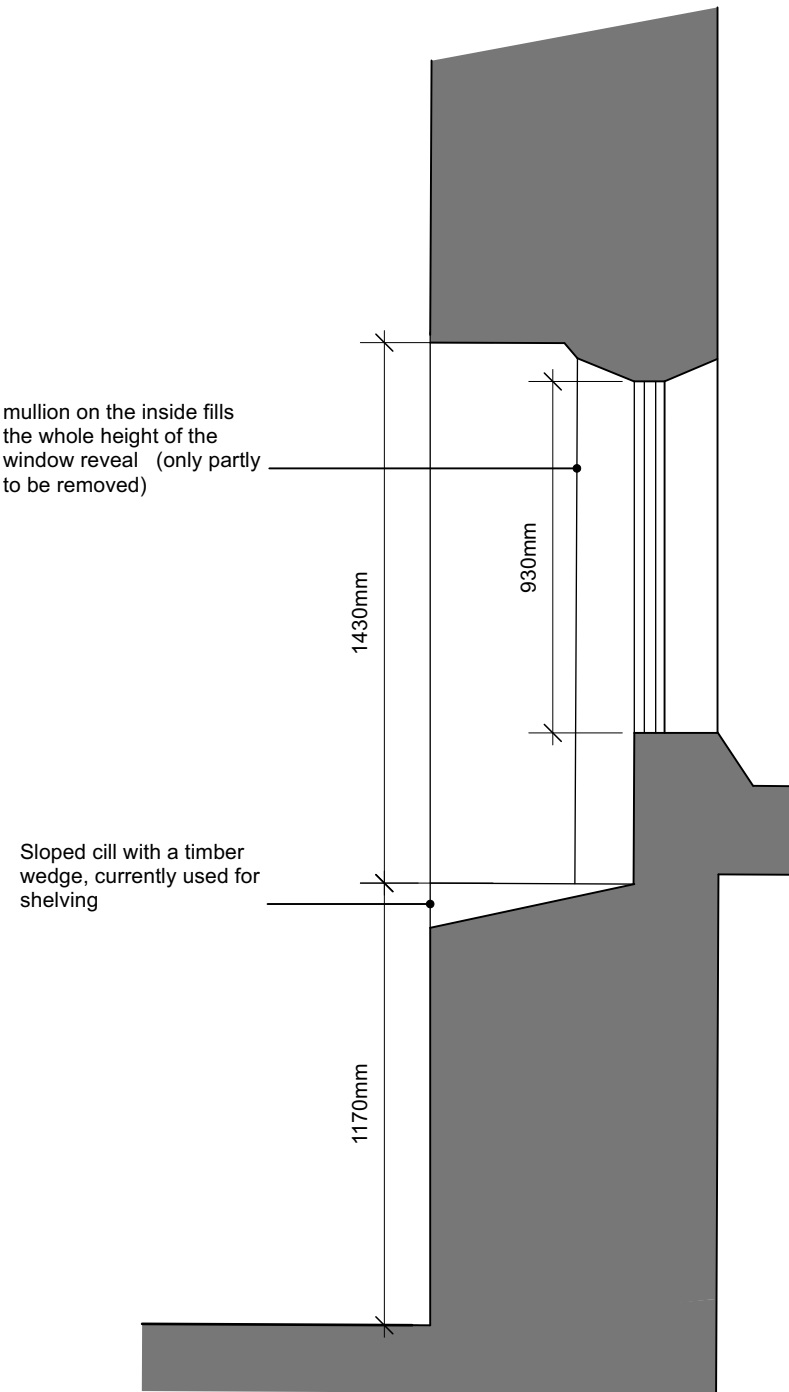 mullion on the inside fills
the whole height of the
window reveal (only partly
to be removed)
930mm
1430mm
Sloped cill with a timber
wedge, currently used for
shelving
1170mm